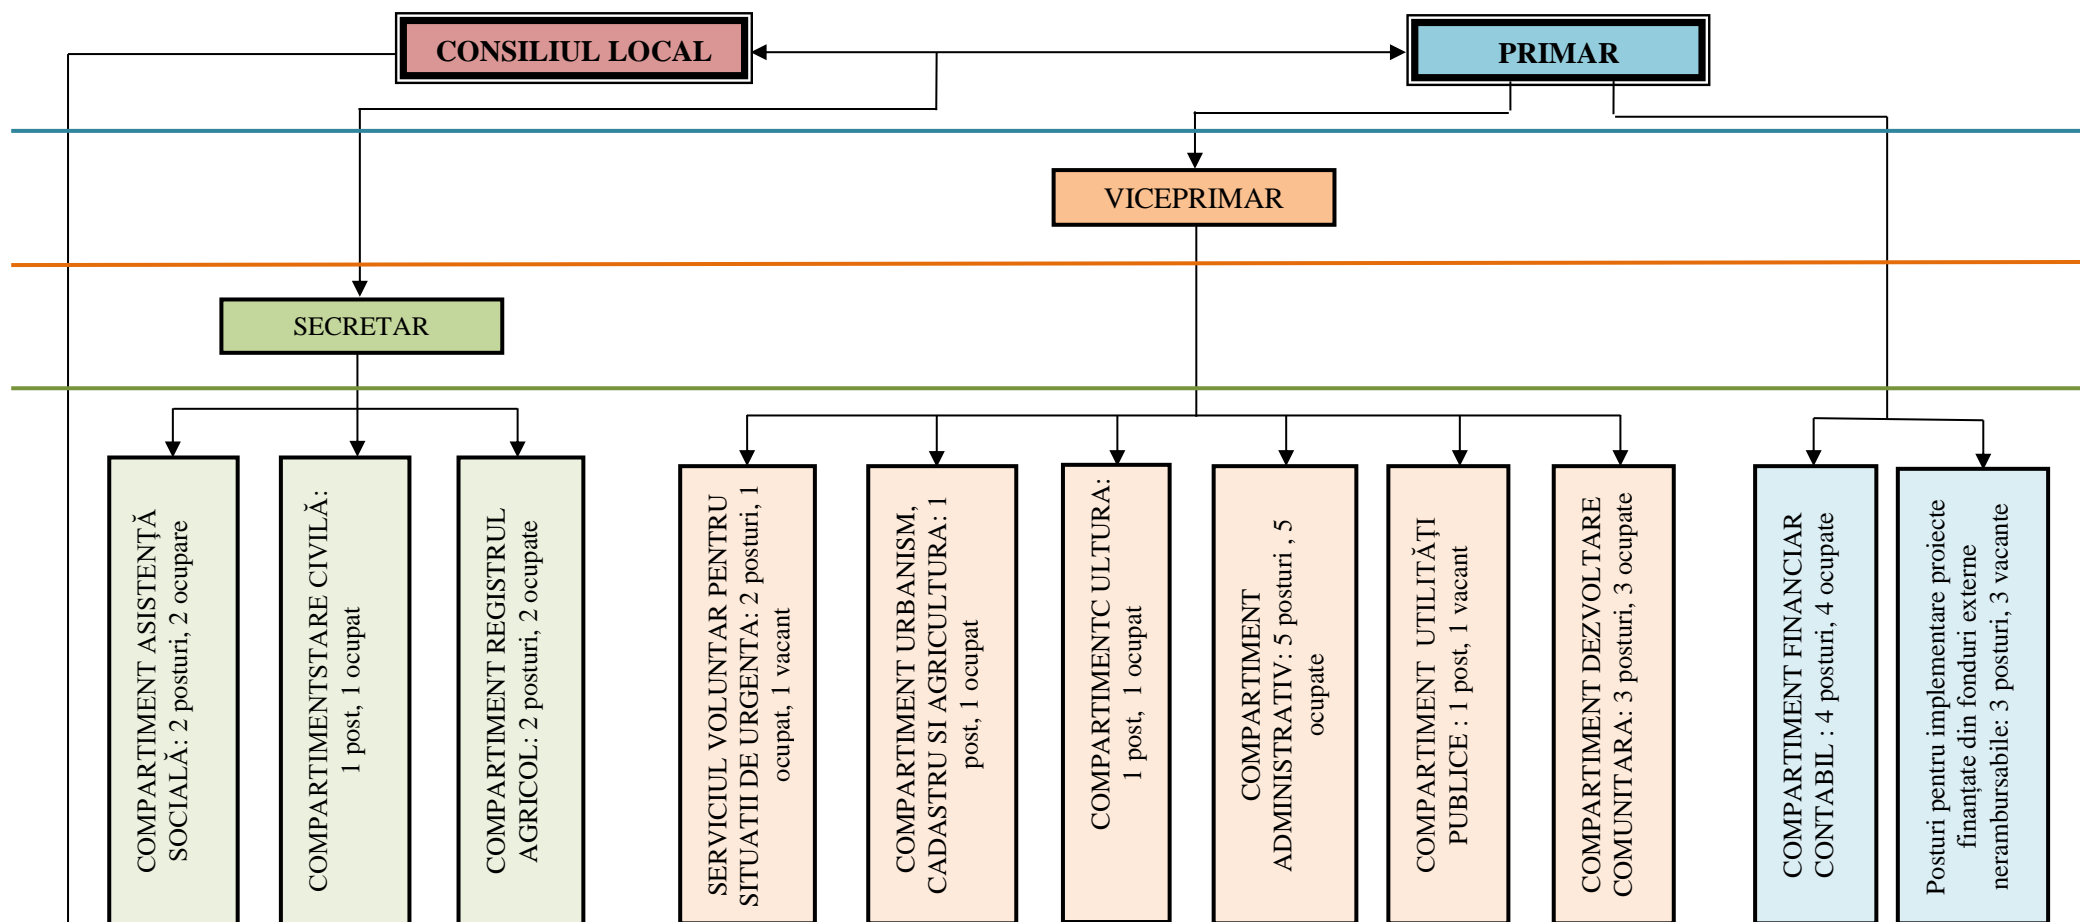 CONSILIUL LOCAL
PRIMAR
VICEPRIMAR
SECRETAR
COMPARTIMENT ASISTENŢĂ
SOCIALĂ: 2 posturi, 2 ocupare
COMPARTIMENTSTARE CIVILĂ:
1 post, 1 ocupat
COMPARTIMENT REGISTRUL
AGRICOL: 2 posturi, 2 ocupate
SERVICIUL VOLUNTAR PENTRU
SITUATII DE URGENTA: 2 posturi, 1
ocupat, 1 vacant
COMPARTIMENT URBANISM,
CADASTRU SI AGRICULTURA: 1
post, 1 ocupat
COMPARTIMENTC ULTURA:
1 post, 1 ocupat
COMPARTIMENT
ADMINISTRATIV: 5 posturi , 5
ocupate
COMPARTIMENT UTILITĂŢI
PUBLICE : 1 post, 1 vacant
COMPARTIMENT DEZVOLTARE
COMUNITARA: 3 posturi, 3 ocupate
COMPARTIMENT FINANCIAR
CONTABIL : 4 posturi, 4 ocupate
Posturi pentru implementare proiecte
finanțate din fonduri externe
nerambursabile: 3 posturi, 3 vacante